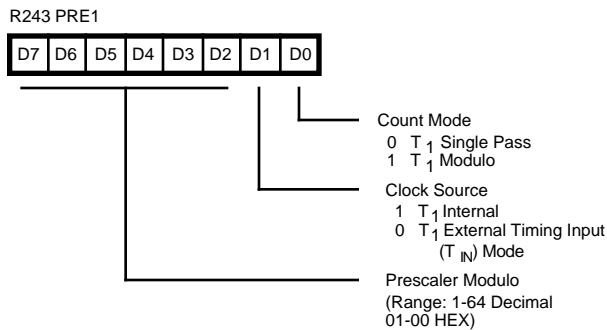 R243 PRE1
D7 D6 D5 D4 D3 D2 D1 D0
Count Mode
0 T1 Single Pass
1 T1 Modulo
Clock Source
1 T1 Internal
0 T1 External Timing Input
(TIN) Mode
Prescaler Modulo
(Range: 1-64 Decimal
01-00 HEX)